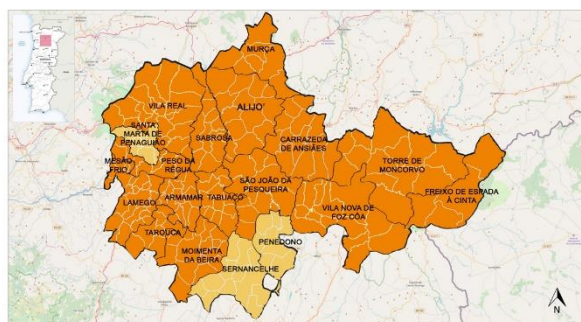 MURÇA
VILA REAL
ALIJO
SANTA
MARTA DE
PENAGUIÃO
SABROSA
CARRAZEDA
DE ANSIÃES
MESÃO
FRIO
PESO DA
RÉGUA
TORRE DE
MONCORVO
SÃO JOÃO DA
PESQUEIRA
FREIXO DE ESPADA
À CINTA
LAMEGO
ARMAMAR
TABUAÇO
VILA NOVA DE
FOZ CÔA
TAROUCA
PENEDONO
MOIMENTA
DA BEIRA
SERNANCELHE
N